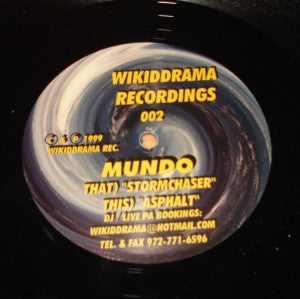 WIKIDDRAMA
RECORDINGS
002
© & ℗ 1999
WIKIDDRAMA REC.
MUNDO
THAT) "STORMCHASER"
THIS) "ASPHALT"
DJ / LIVE PA BOOKINGS:
WIKIDDRAMA@HOTMAIL.COM
TEL. & FAX 972-771-6596